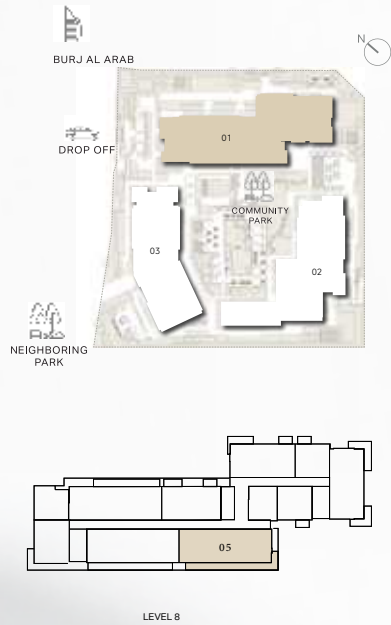 BURJ AL ARAB
N
DROP OFF
01
COMMUNITY
PARK
03
02
NEIGHBORING
PARK
05
LEVEL 8